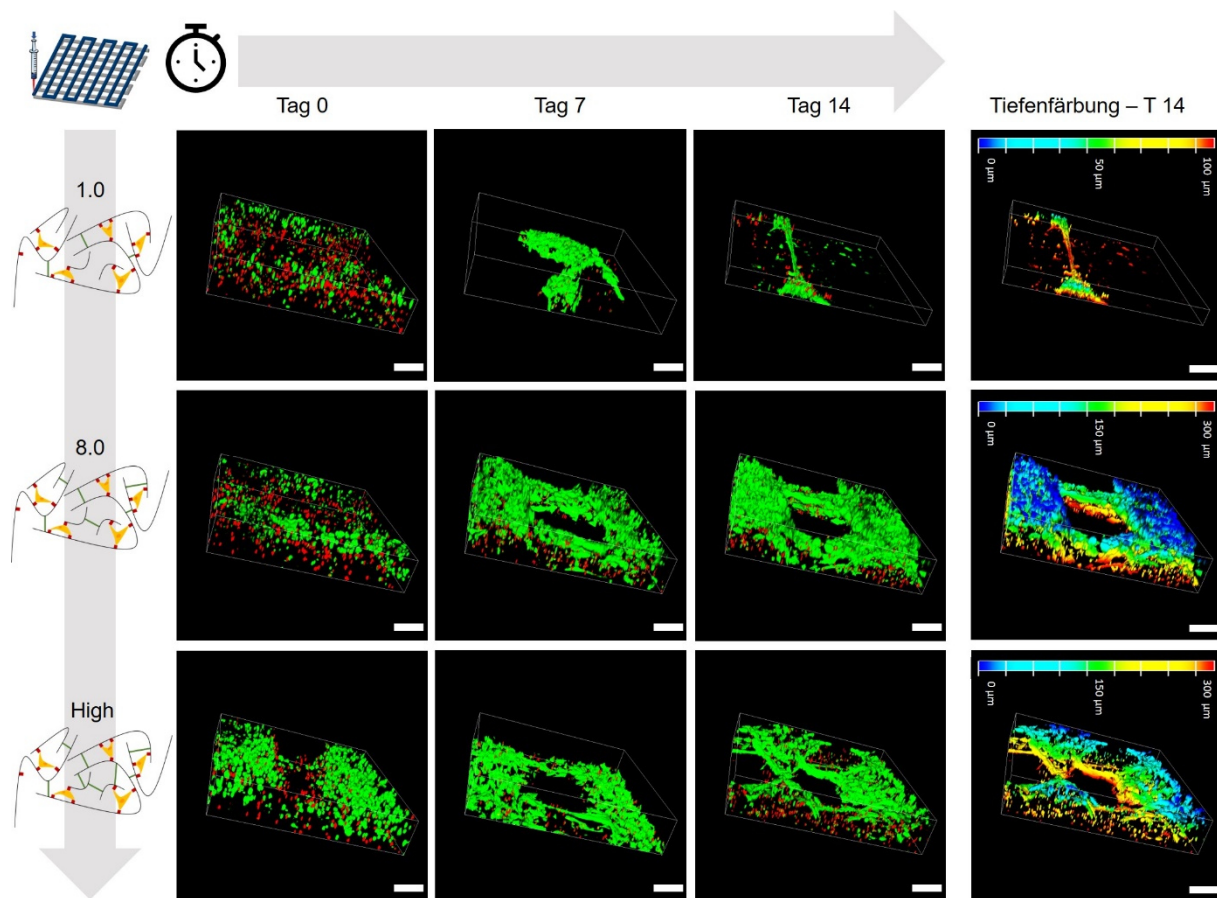 Tag 0
Tag 7
Tag 14
Tiefenfärbung – T 14
1.0
0 µm
50 µm
100 µm
8.0
0 µm
150 µm
300 µm
High
0 µm
150 µm
300 µm